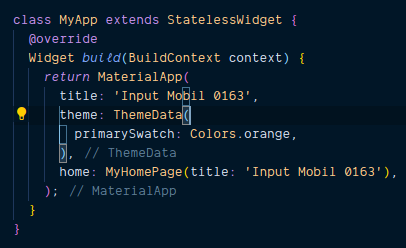 class MyApp extends StatelessWidget {
@override
Widget build(BuildContext context) {
return MaterialApp(
title: 'Input Mobil 0163',
theme: ThemeData(
primarySwatch: Colors.orange,
), // ThemeData
home: MyHomePage(title: 'Input Mobil 0163'),
); // MaterialApp
}
}